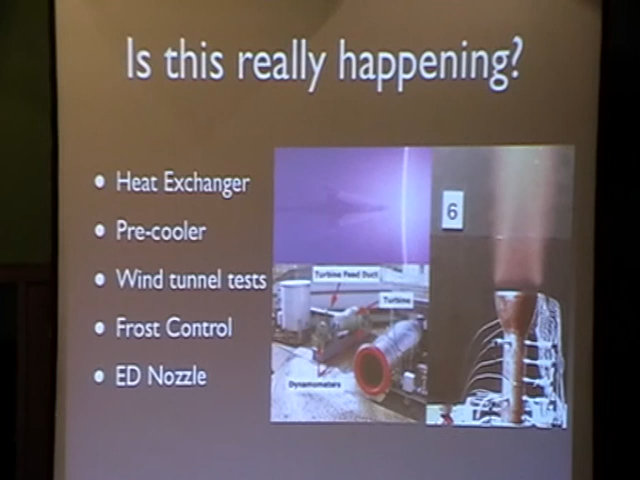 Is this really happening?
• Heat Exchanger
• Pre-cooler
• Wind tunnel tests
• Frost Control
• ED Nozzle
6
Turbine Feed Duct
Turbine
Dynamometers